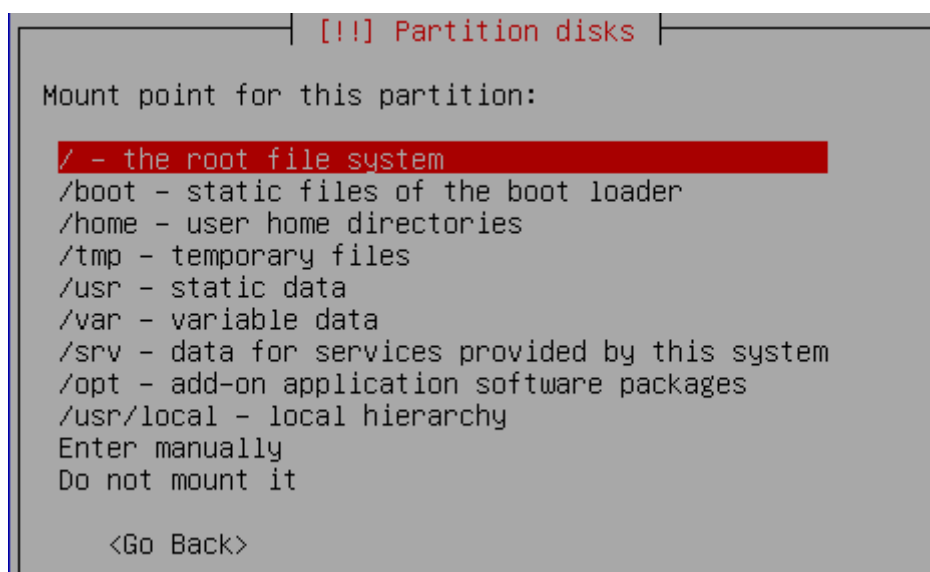 [!!] Partition disks
Mount point for this partition:
/ – the root file system
/boot – static files of the boot loader
/home – user home directories
/tmp – temporary files
/usr – static data
/var – variable data
/srv – data for services provided by this system
/opt – add-on application software packages
/usr/local – local hierarchy
Enter manually
Do not mount it
<Go Back>